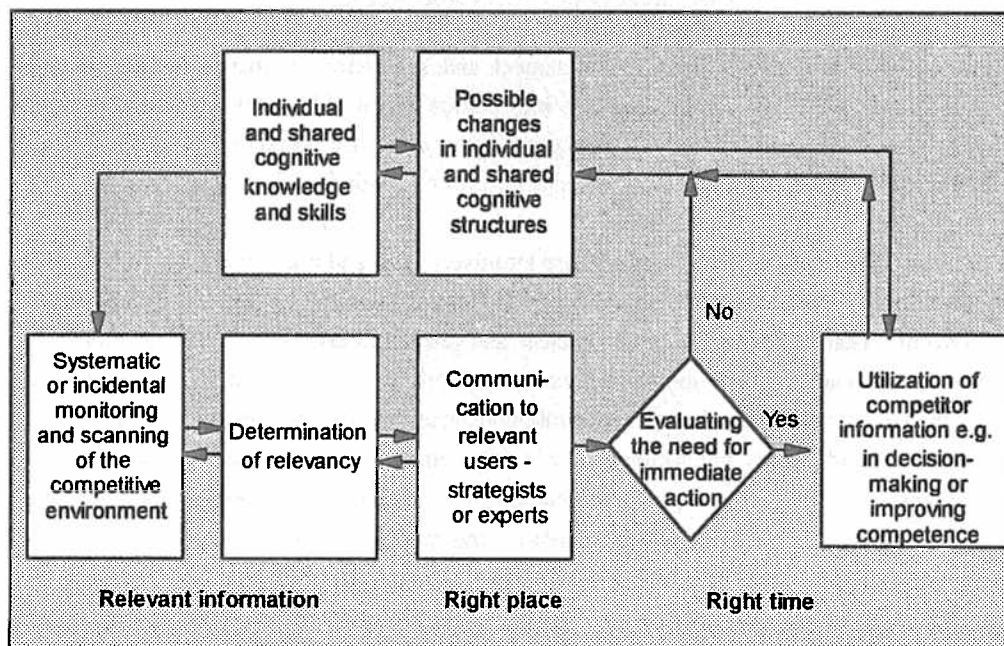 Individual
and shared
cognitive
knowledge
and skills
Possible
changes
in individual
and shared
cognitive
structures
No
Systematic
or incidental
monitoring
and scanning
of the
competitive
environment
Determination
of relevancy
Communi-
cation to
relevant
users -
strategists
or experts
Evaluating
the need for
immediate
action
Yes
Utilization of
competitor
information e.g.
in decision-
making or
improving
competence
Relevant information
Right place
Right time